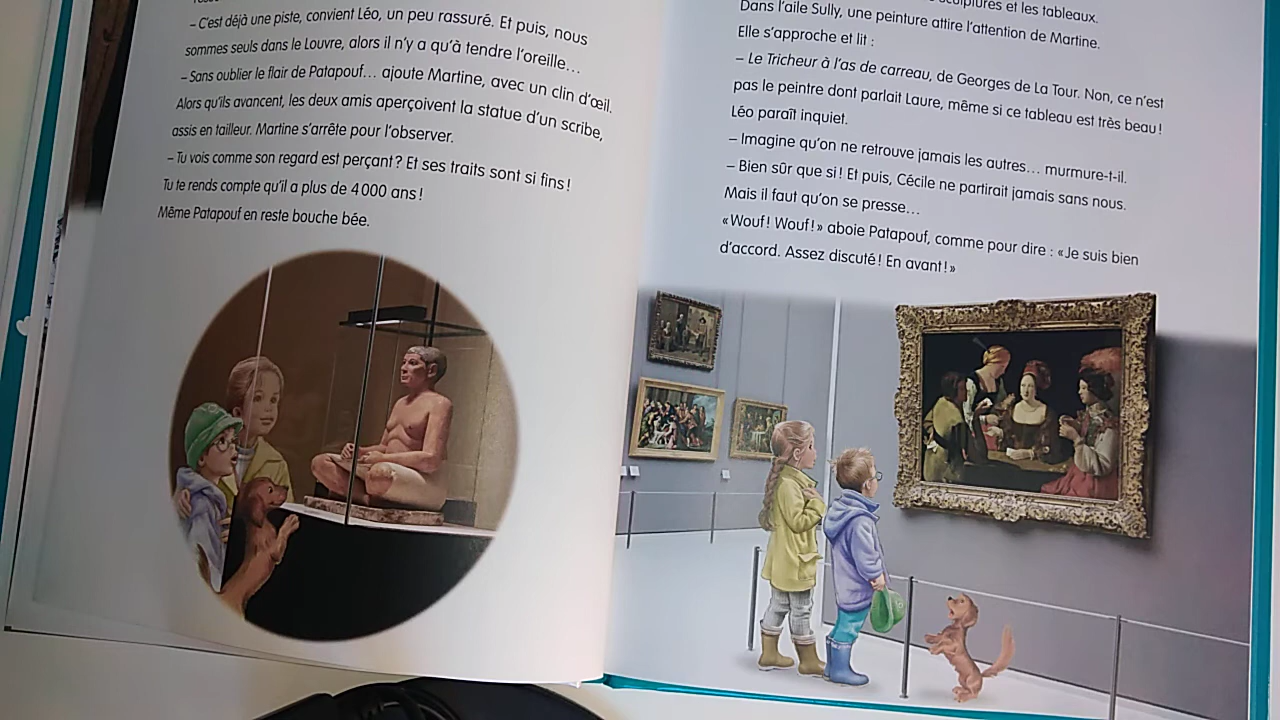 – C'est déjà une piste, convient Léo, un peu rassuré. Et puis, nous
sommes seuls dans le Louvre, alors il n'y a qu'à tendre l'oreille…
– Sans oublier le flair de Patapouf… ajoute Martine, avec un clin d'œil.
Alors qu'ils avancent, les deux amis aperçoivent la statue d'un scribe,
assis en tailleur. Martine s'arrête pour l'observer.
– Tu vois comme son regard est perçant ? Et ses traits sont si fins !
Tu te rends compte qu'il a plus de 4 000 ans !
Même Patapouf en reste bouche bée.
sculptures et les tableaux.
Dans l'aile Sully, une peinture attire l'attention de Martine.
Elle s'approche et lit :
– Le Tricheur à l'as de carreau, de Georges de La Tour. Non, ce n'est
pas le peintre dont parlait Laure, même si ce tableau est très beau !
Léo paraît inquiet.
– Imagine qu'on ne retrouve jamais les autres… murmure-t-il.
– Bien sûr que si ! Et puis, Cécile ne partirait jamais sans nous.
Mais il faut qu'on se presse…
« Wouf ! Wouf ! » aboie Patapouf, comme pour dire : « Je suis bien
d'accord. Assez discuté ! En avant ! »